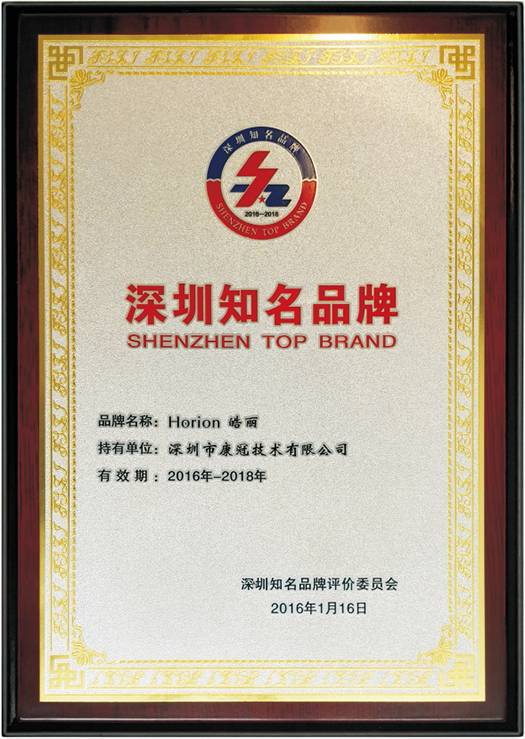 深圳知名品牌
2016-2018
SHENZHEN TOP BRAND
深圳知名品牌
SHENZHEN TOP BRAND
品牌名称：Horion 皓丽
持有单位：深圳市康冠技术有限公司
有效期：2016年-2018年
深圳知名品牌评价委员会
2016年1月16日